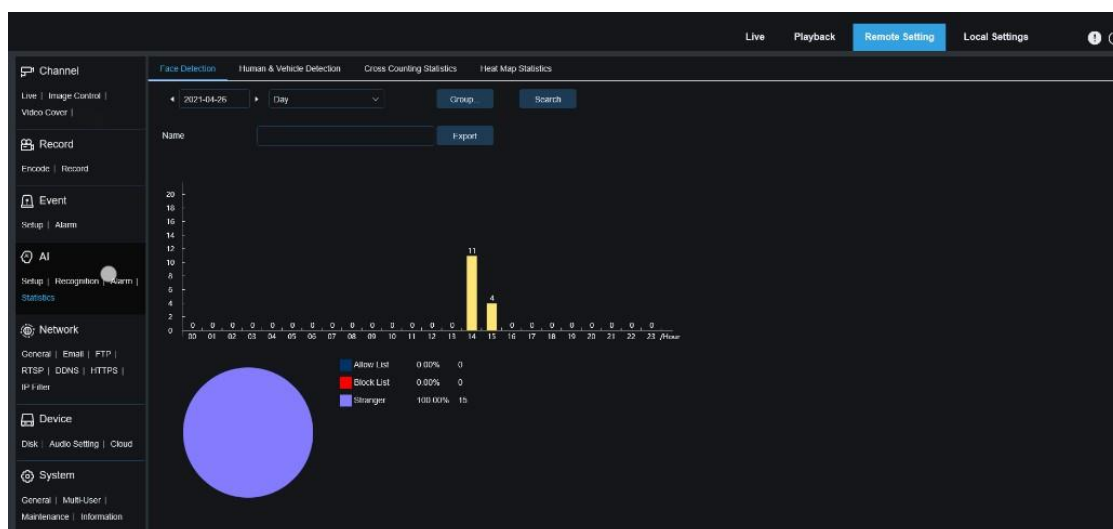 Live Playback Remote Setting Local Settings
Channel
Live | Image Control |
Video Cover |
Record
Encode | Record
Event
Setup | Alarm
AI
Setup | Recognition | Alarm |
Statistics
Network
General | Email | FTP |
RTSP | DDNS | HTTPS |
IP Filter
Device
Disk | Audio Setting | Cloud
System
General | Multi-User |
Maintenance | Information
Face Detection Human & Vehicle Detection Cross Counting Statistics Heat Map Statistics
2021-04-26 Day Group... Search
Name Export
20
18
16
14
12
10
8
6
4
2
0
0 0 0 0 0 0 0 0 0 0 0 0 0 0 11 4 0 0 0 0 0 0 0 0
00 01 02 03 04 05 06 07 08 09 10 11 12 13 14 15 16 17 18 19 20 21 22 23 /Hour
Allow List 0.00% 0
Block List 0.00% 0
Stranger 100.00% 15